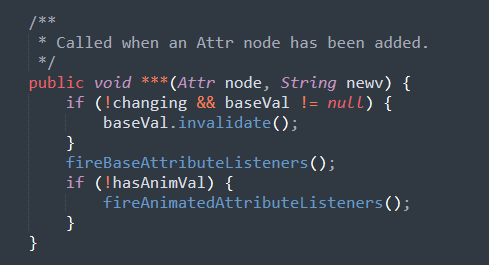 /**
 * Called when an Attr node has been added.
 */
public void ***(Attr node, String newv) {
    if (!changing && baseVal != null) {
        baseVal.invalidate();
    }
    fireBaseAttributeListeners();
    if (!hasAnimVal) {
        fireAnimatedAttributeListeners();
    }
}